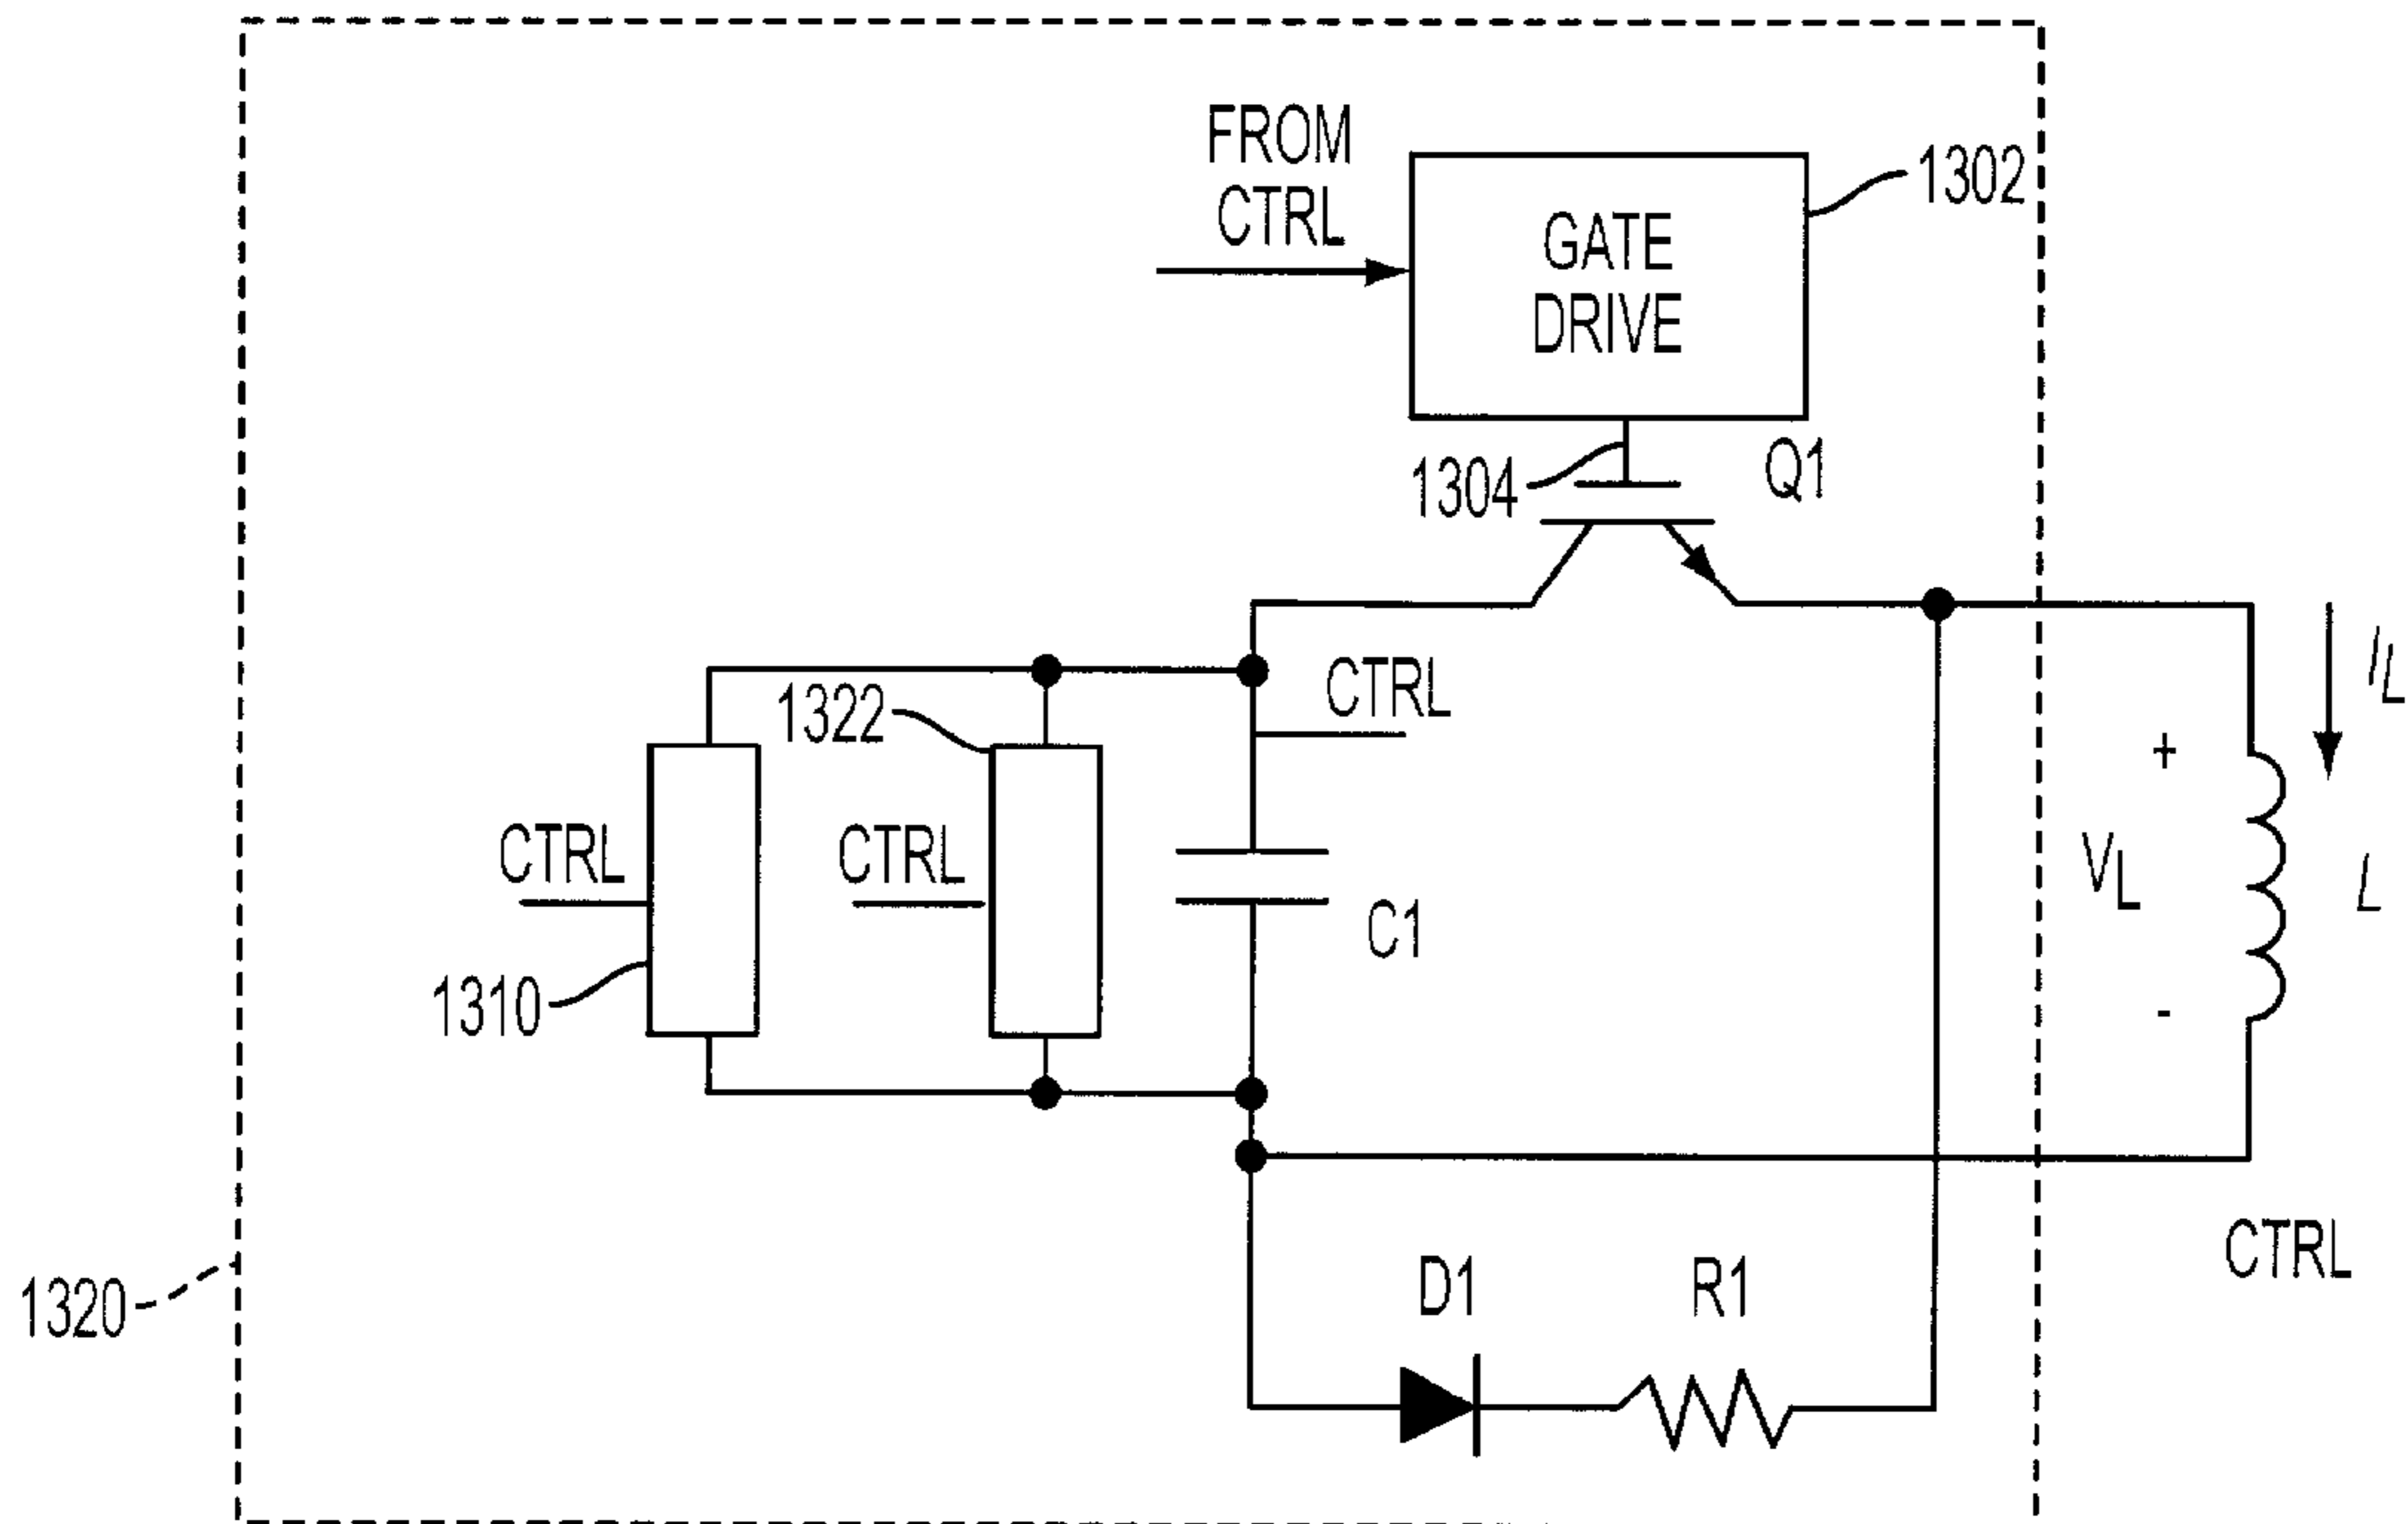 FROM
CTRL
GATE
DRIVE
1302
1304
Q1
1322
CTRL
I_L
+
CTRL
CTRL
C1
V_L
L
1310
-
1320
D1
R1
CTRL